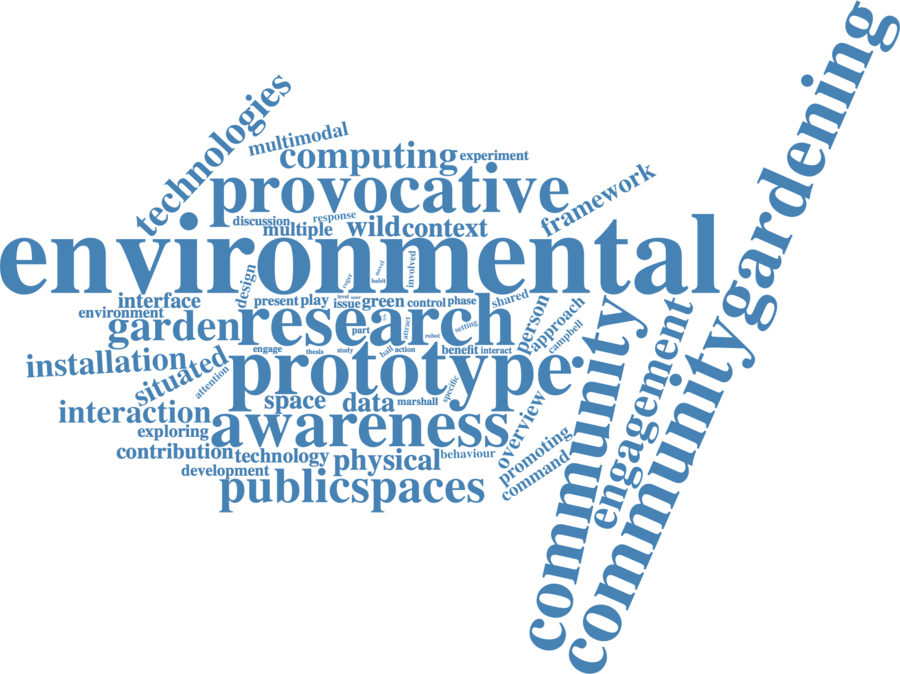 technologies
multimodal
computing
experiment
provocative
framework
discussion
response
multiple
wildcontext
environmental
communitygardening
design
rogue
novel
habit
involved
interface
present
play
level
user
issue
green
control
phase
shared
environment
garden
research
part
attract
robot
setting
person
approach
campbell
community
engagement
installation
engage
thesis
study
ball
action
benefit
interact
situated
attention
prototype
specific
space
data
marshall
interaction
awareness
overview
exploring
contribution
technology
physical
behaviour
promoting
command
development
publicspaces